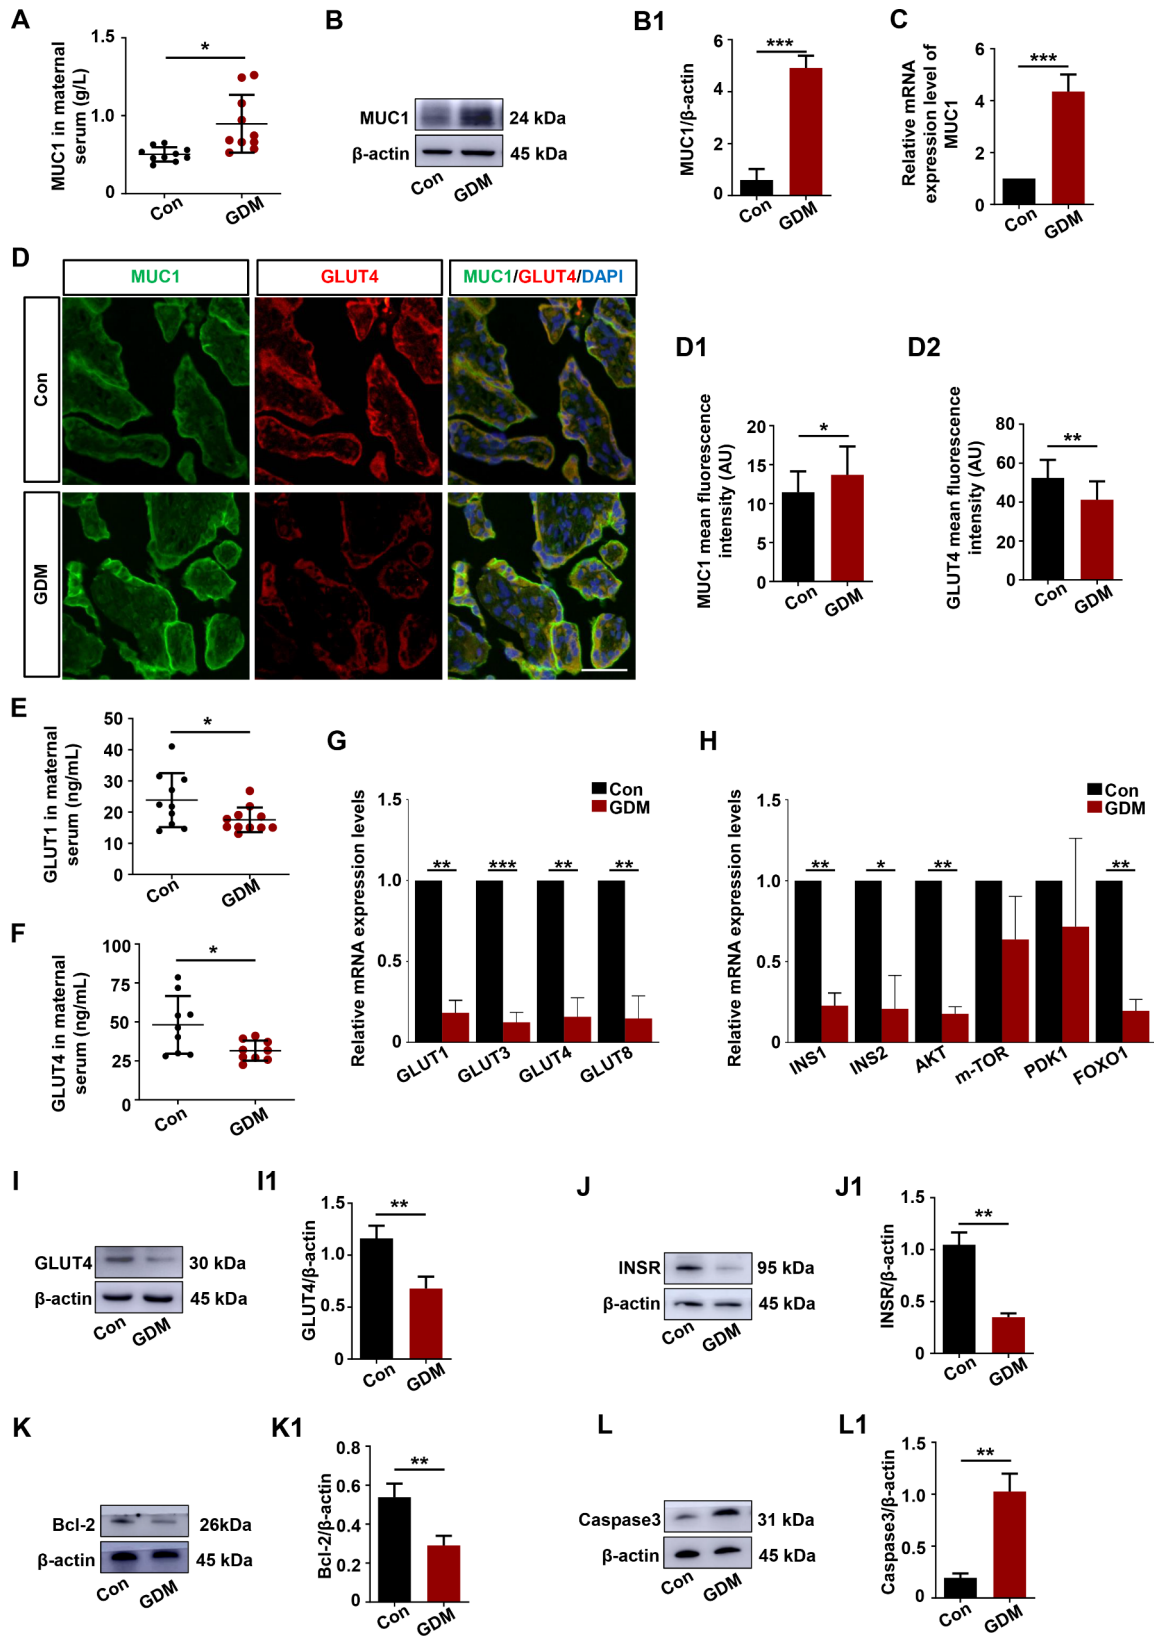 A
MUC1 in maternal
serum (g/L)
1.5
1.0
0
*
Con
GDM
B
MUC1
24 kDa
β-actin
45 kDa
Con
GDM
B1
MUC1/β-actin
6
4
2
0
***
Con
GDM
C
Relative mRNA
expression level of
MUC1
6
4
2
0
***
Con
GDM
D
MUC1
GLUT4
MUC1/GLUT4/DAPI
Con
GDM
D1
MUC1 mean fluorescence
intensity (AU)
20
15
10
5
0
*
Con
GDM
D2
GLUT4 mean fluorescence
intensity (AU)
80
60
40
20
0
**
Con
GDM
E
GLUT1 in maternal
serum (ng/mL)
50
40
30
20
10
0
*
Con
GDM
F
GLUT4 in maternal
serum (ng/mL)
100
75
50
25
0
*
Con
GDM
G
Relative mRNA expression levels
Con
GDM
1.5
1.0
0.5
0
**
***
**
**
GLUT1
GLUT3
GLUT4
GLUT8
H
Relative mRNA expression levels
Con
GDM
1.5
1.0
0.5
0
**
*
**
**
INS1
INS2
AKT
m-TOR
PDK1
FOXO1
I
GLUT4
30 kDa
β-actin
45 kDa
Con
GDM
I1
GLUT4/β-actin
1.5
1.0
0.5
0
**
Con
GDM
J
INSR
95 kDa
β-actin
45 kDa
Con
GDM
J1
INSR/β-actin
1.5
1.0
0.5
0
**
Con
GDM
K
Bcl-2
26kDa
β-actin
45 kDa
Con
GDM
K1
Bcl-2/β-actin
0.8
0.6
0.4
0.2
0
**
Con
GDM
L
Caspase3
31 kDa
β-actin
45 kDa
Con
GDM
L1
Caspase3/β-actin
1.5
1.0
0.5
0
**
Con
GDM